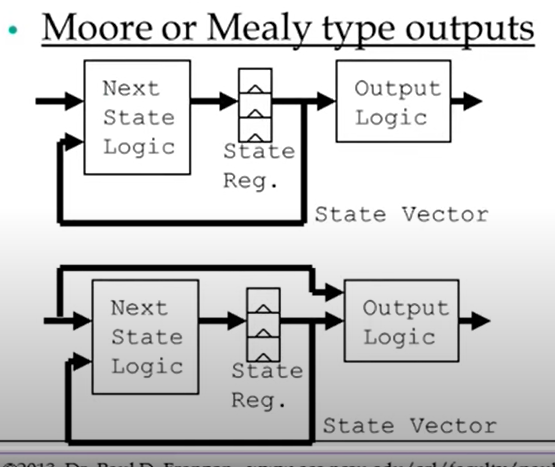 • Moore or Mealy type outputs
Next
State
Logic
State
Reg.
Output
Logic
State Vector
Next
State
Logic
State
Reg.
Output
Logic
State Vector
©2013, Dr. Paul D. Franzon,